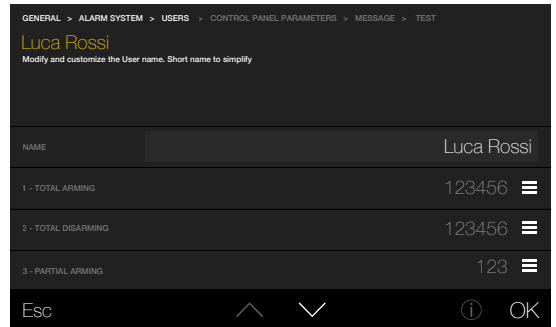 GENERAL > ALARM SYSTEM > USERS > CONTROL PANEL PARAMETERS > MESSAGE > TEST
Luca Rossi
Modify and customize the User name. Short name to simplify
NAME Luca Rossi
1 - TOTAL ARMING 123456
2 - TOTAL DISARMING 123456
3 - PARTIAL ARMING 123
Esc i OK